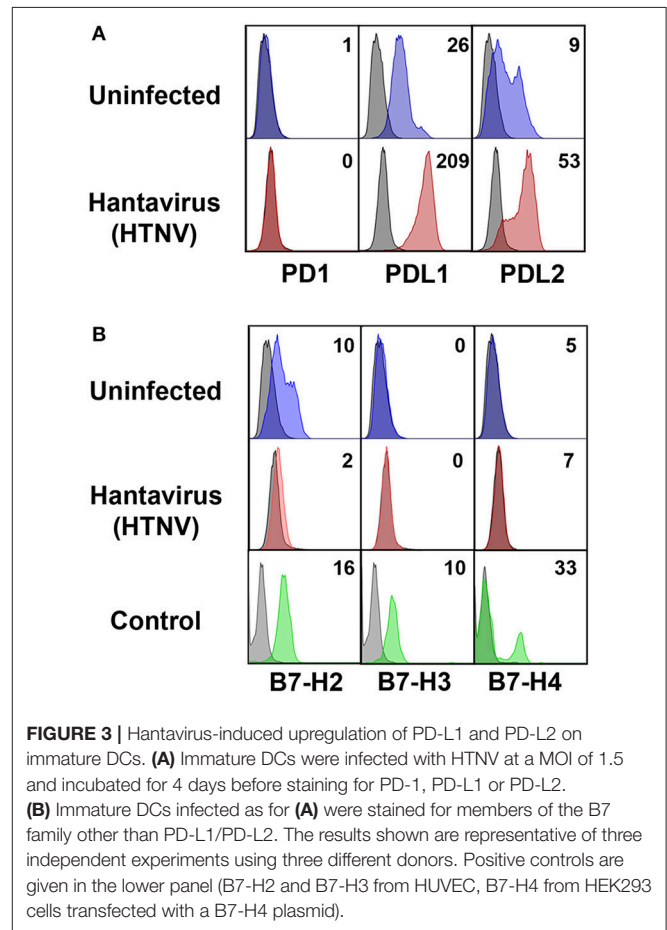 A
Uninfected
1
26
9
Hantavirus
(HTNV)
0
209
53
PD1
PDL1
PDL2
B
Uninfected
10
0
5
Hantavirus
(HTNV)
2
0
7
Control
16
10
33
B7-H2
B7-H3
B7-H4
FIGURE 3 | Hantavirus-induced upregulation of PD-L1 and PD-L2 on
immature DCs. (A) Immature DCs were infected with HTNV at a MOI of 1.5
and incubated for 4 days before staining for PD-1, PD-L1 or PD-L2.
(B) Immature DCs infected as for (A) were stained for members of the B7
family other than PD-L1/PD-L2. The results shown are representative of three
independent experiments using three different donors. Positive controls are
given in the lower panel (B7-H2 and B7-H3 from HUVEC, B7-H4 from HEK293
cells transfected with a B7-H4 plasmid).